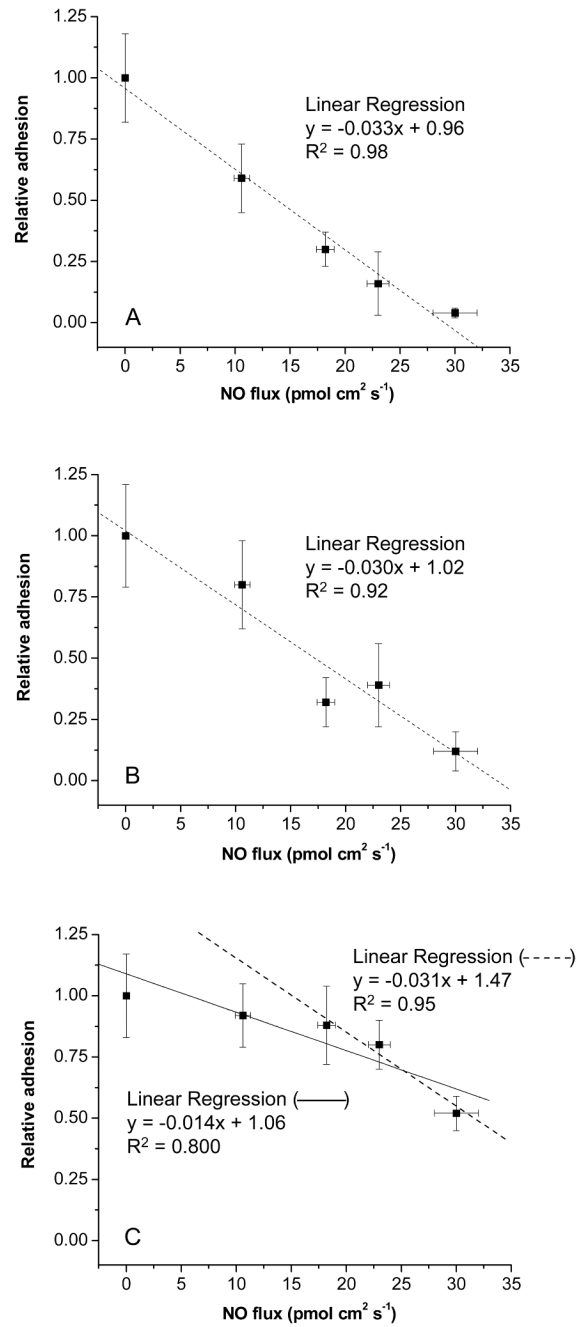 1.25
1.00
0.75
0.50
0.25
0.00
Relative adhesion
Linear Regression
y = -0.033x + 0.96
R² = 0.98
A
0 5 10 15 20 25 30 35
NO flux (pmol cm² s⁻¹)
1.25
1.00
0.75
0.50
0.25
0.00
Relative adhesion
Linear Regression
y = -0.030x + 1.02
R² = 0.92
B
0 5 10 15 20 25 30 35
NO flux (pmol cm² s⁻¹)
1.25
1.00
0.75
0.50
0.25
0.00
Relative adhesion
Linear Regression (-----)
y = -0.031x + 1.47
R² = 0.95
Linear Regression (——)
y = -0.014x + 1.06
R² = 0.800
C
0 5 10 15 20 25 30 35
NO flux (pmol cm² s⁻¹)